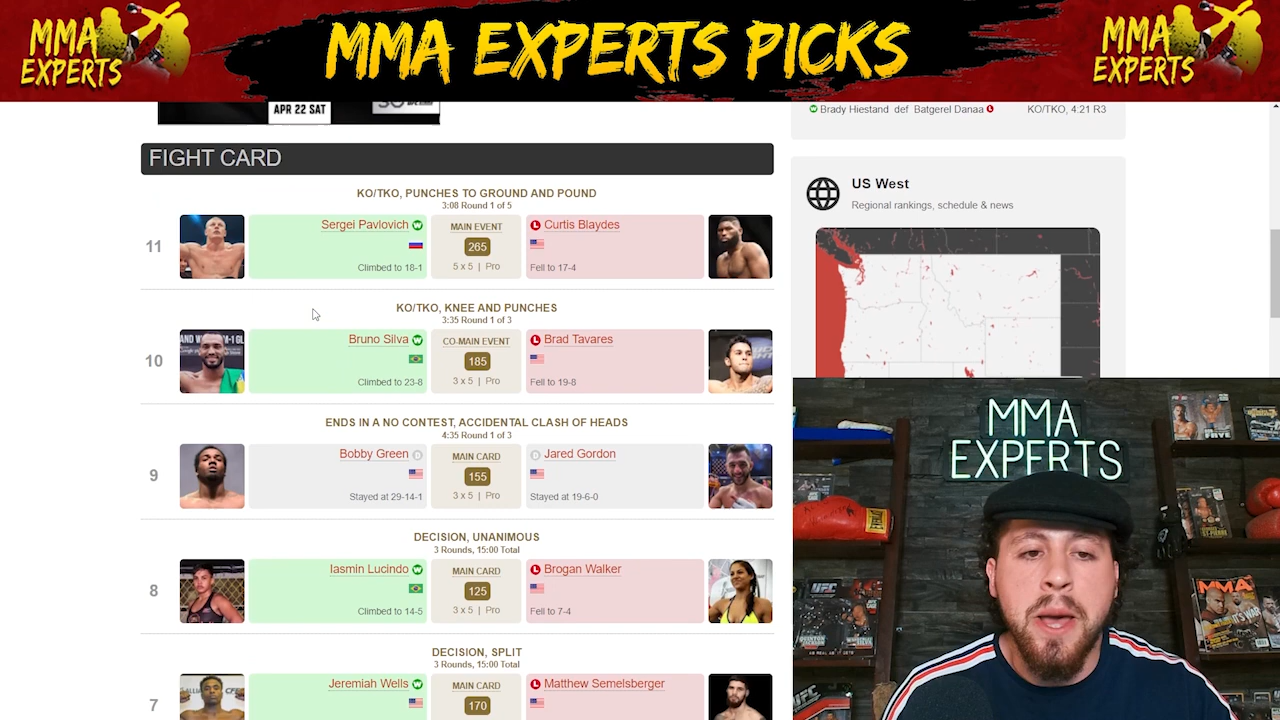 MMA
EXPERTS
MMA EXPERTS PICKS
MMA
EXPERTS
APR 22 SAT
Brady Hiestand def Batgerel Danaa KO/TKO, 4:21 R3
FIGHT CARD
US West
Regional rankings, schedule & news
KO/TKO, PUNCHES TO GROUND AND POUND
3:08 Round 1 of 5
11
Sergei Pavlovich W
Climbed to 18-1
MAIN EVENT
265
5 x 5 | Pro
L Curtis Blaydes
Fell to 17-4
KO/TKO, KNEE AND PUNCHES
3:35 Round 1 of 3
10
Bruno Silva W
Climbed to 23-8
CO-MAIN EVENT
185
3 x 5 | Pro
L Brad Tavares
Fell to 19-8
ENDS IN A NO CONTEST, ACCIDENTAL CLASH OF HEADS
4:35 Round 1 of 3
9
Bobby Green D
Stayed at 29-14-1
MAIN CARD
155
3 x 5 | Pro
D Jared Gordon
Stayed at 19-6-0
DECISION, UNANIMOUS
3 Rounds, 15:00 Total
8
Iasmin Lucindo W
Climbed to 14-5
MAIN CARD
125
3 x 5 | Pro
L Brogan Walker
Fell to 7-4
DECISION, SPLIT
3 Rounds, 15:00 Total
7
Jeremiah Wells W
MAIN CARD
170
L Matthew Semelsberger
MMA
EXPERTS
UFC
MMA